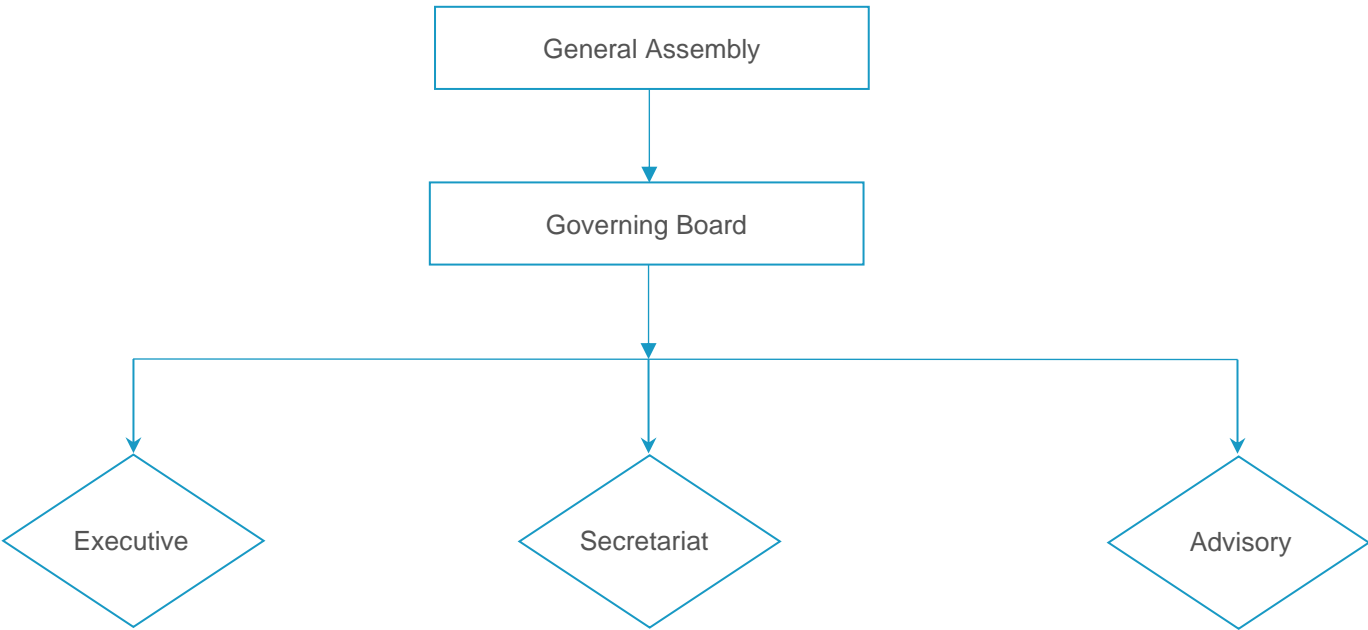 General Assembly
Governing Board
Executive
Secretariat
Advisory